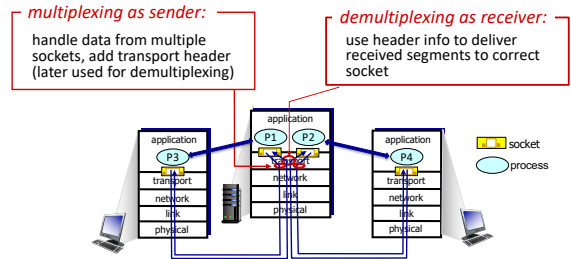 multiplexing as sender:
handle data from multiple
sockets, add transport header
(later used for demultiplexing)
demultiplexing as receiver:
use header info to deliver
received segments to correct
socket
application
P1 P2
transport
network
link
physical
application
P3
transport
network
link
physical
application
P4
transport
network
link
physical
socket
process